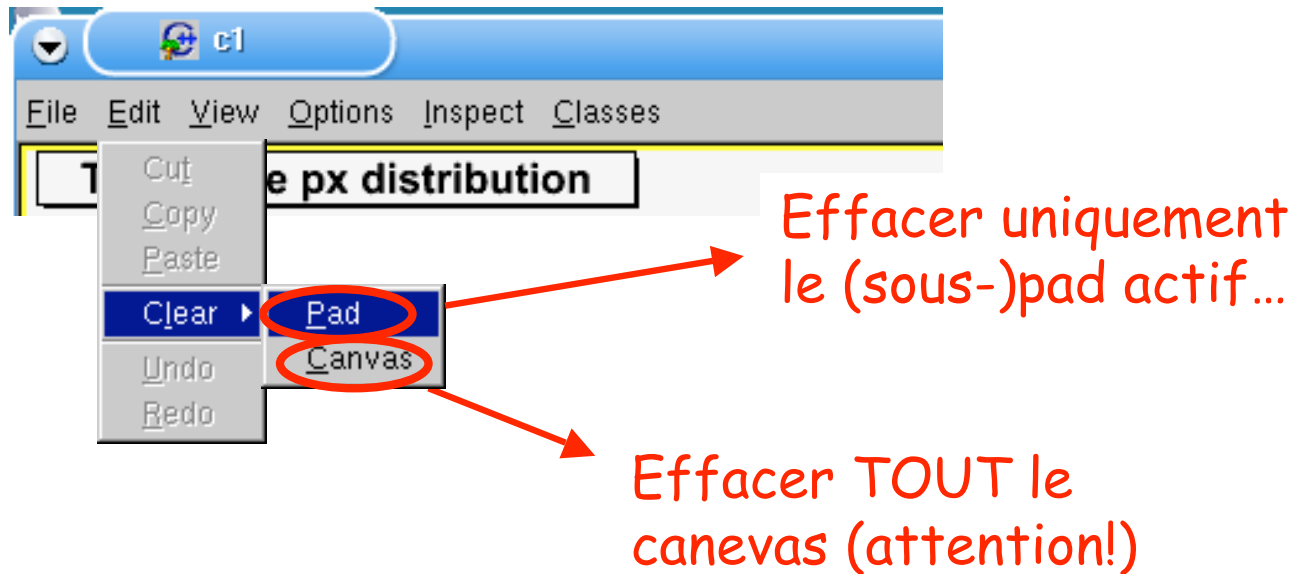 c1
File Edit View Options Inspect Classes
e px distribution
Cut
Copy
Paste
Clear
Pad
Canvas
Undo
Redo
Effacer uniquement
le (sous-)pad actif...
Effacer TOUT le
canevas (attention!)